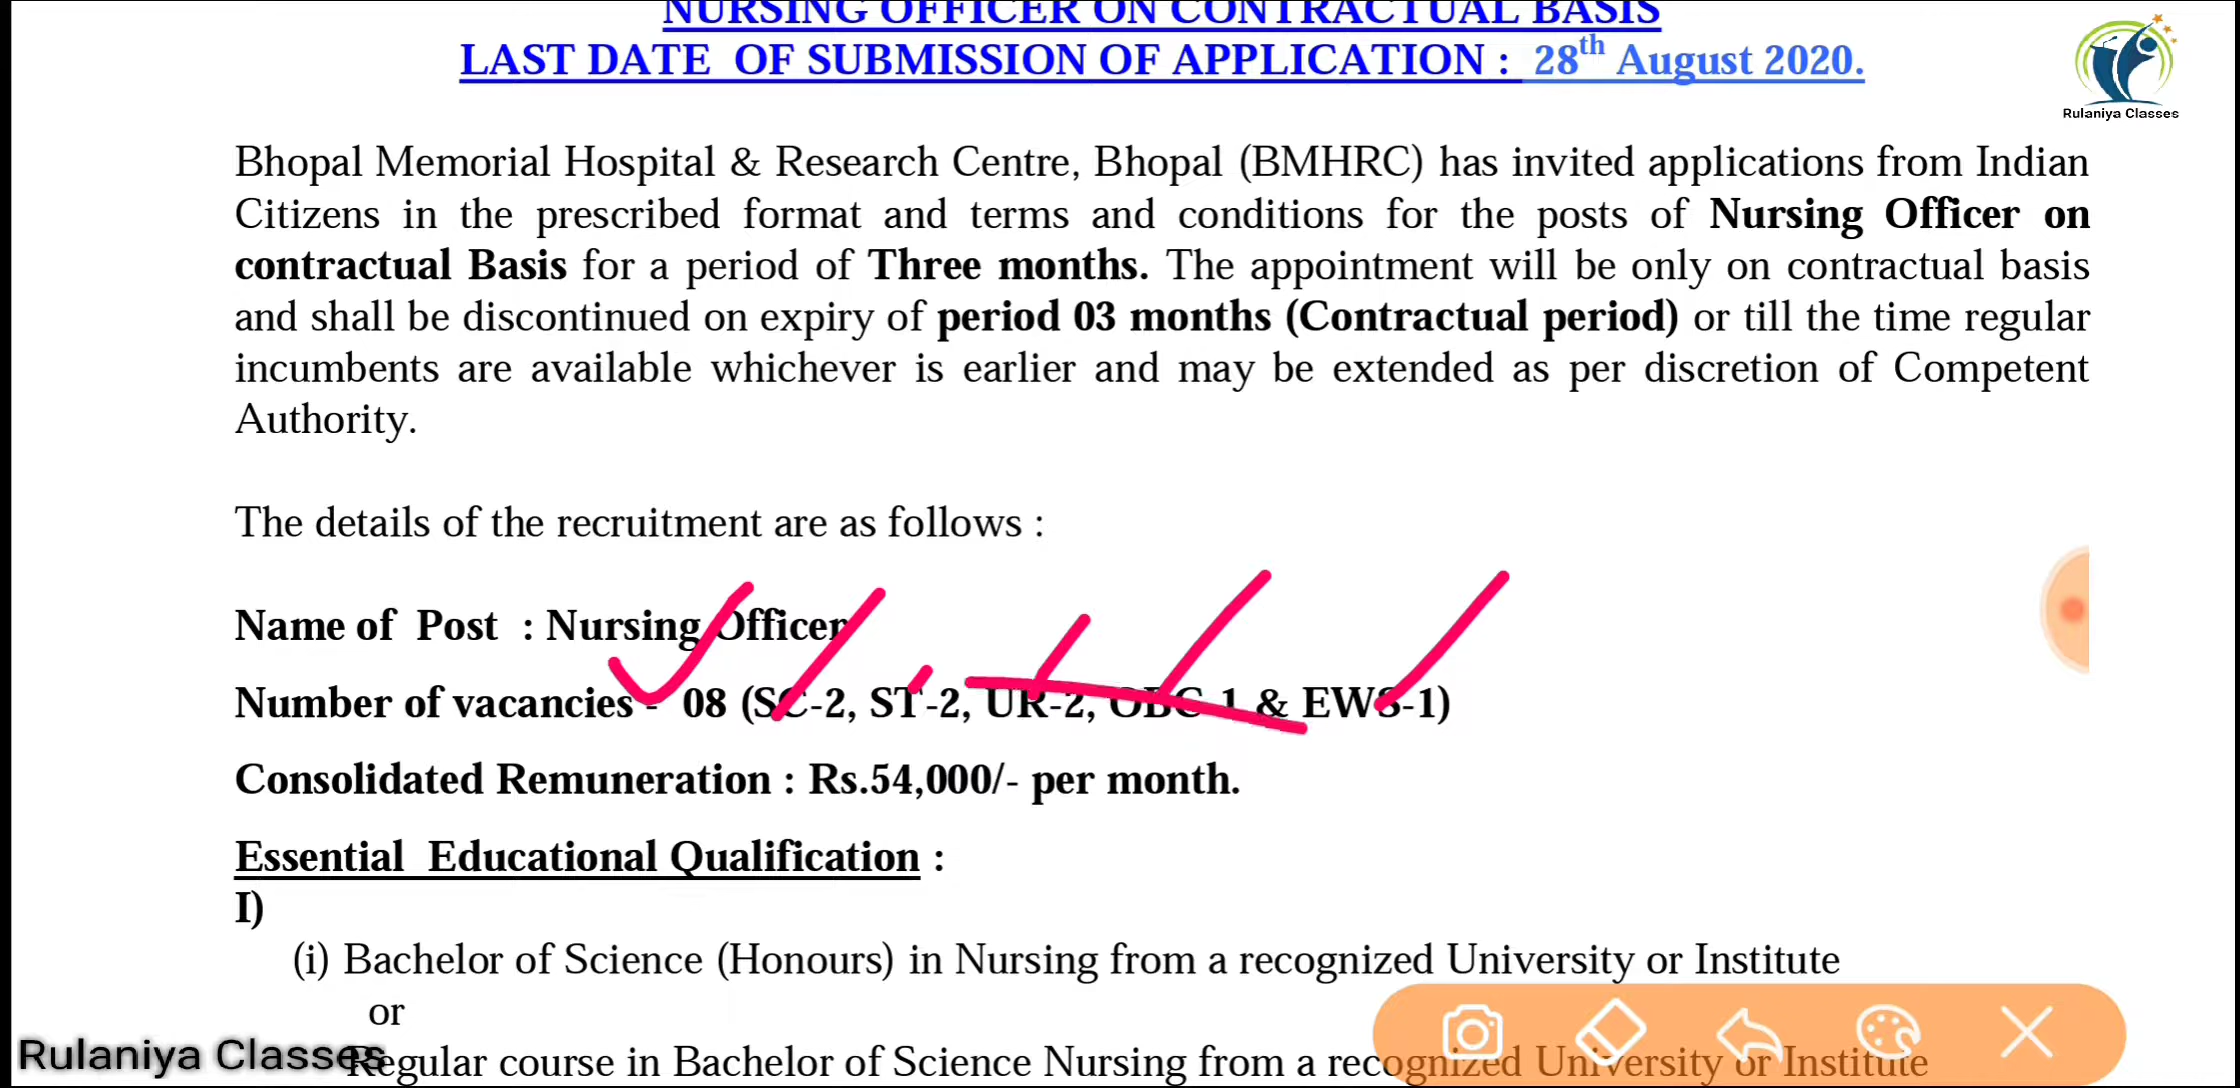 NURSING OFFICER ON CONTRACTUAL BASIS
LAST DATE OF SUBMISSION OF APPLICATION : 28th August 2020.
Rulaniya Classes
Bhopal Memorial Hospital & Research Centre, Bhopal (BMHRC) has invited applications from Indian
Citizens in the prescribed format and terms and conditions for the posts of Nursing Officer on
contractual Basis for a period of Three months. The appointment will be only on contractual basis
and shall be discontinued on expiry of period 03 months (Contractual period) or till the time regular
incumbents are available whichever is earlier and may be extended as per discretion of Competent
Authority.
The details of the recruitment are as follows :
Name of Post : Nursing Officer
Number of vacancies - 08 (SC-2, ST-2, UR-2, OBC-1 & EWS-1)
Consolidated Remuneration : Rs.54,000/- per month.
Essential Educational Qualification :
I)
(i) Bachelor of Science (Honours) in Nursing from a recognized University or Institute
or
Regular course in Bachelor of Science Nursing from a recognized University or Institute
Rulaniya Classes